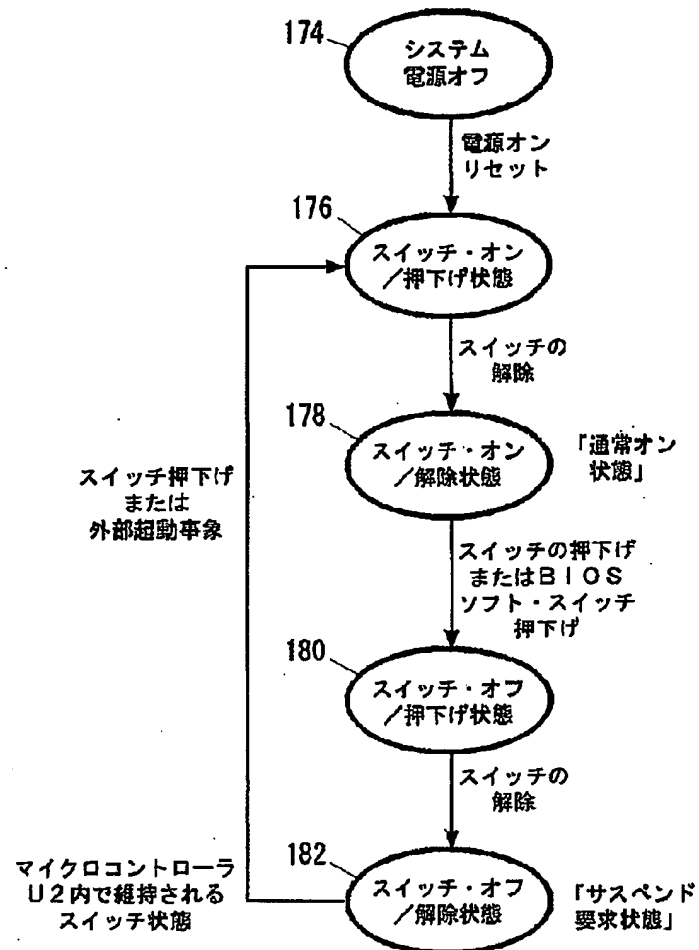 174
システム
電源オフ
電源オン
リセット
176
スイッチ・オン
／押下げ状態
スイッチの
解除
178
スイッチ・オン
／解除状態
「通常オン
状態」
スイッチ押下げ
または
外部起動事象
スイッチの押下げ
またはＢＩＯＳ
ソフト・スイッチ
押下げ
180
スイッチ・オフ
／押下げ状態
スイッチの
解除
182
スイッチ・オフ
／解除状態
「サスペンド
要求状態」
マイクロコントローラ
Ｕ２内で維持される
スイッチ状態